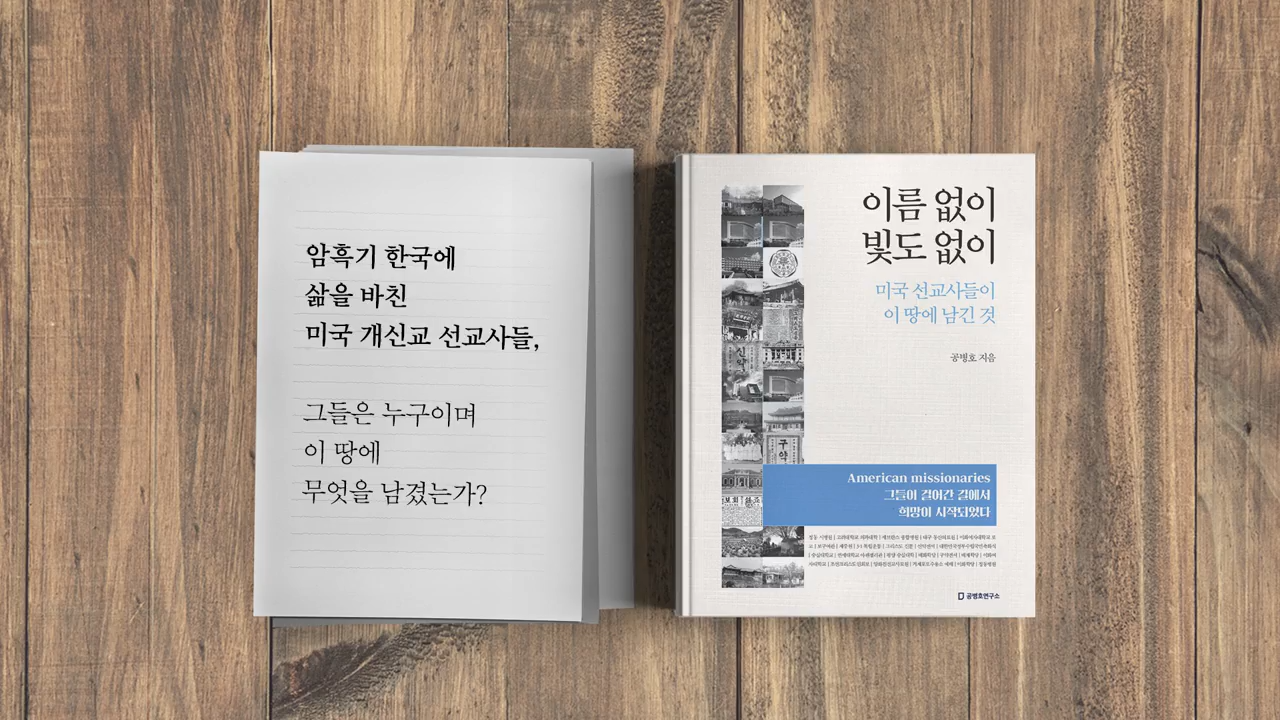 암흑기 한국에
삶을 바친
미국 개신교 선교사들,
그들은 누구이며
이 땅에
무엇을 남겼는가?
이름 없이
빛도 없이
미국 선교사들이
이 땅에 남긴 것
공병호 지음
신약
구약
American missionaries
그들이 걸어간 길에서
희망이 시작되었다
공병호연구소